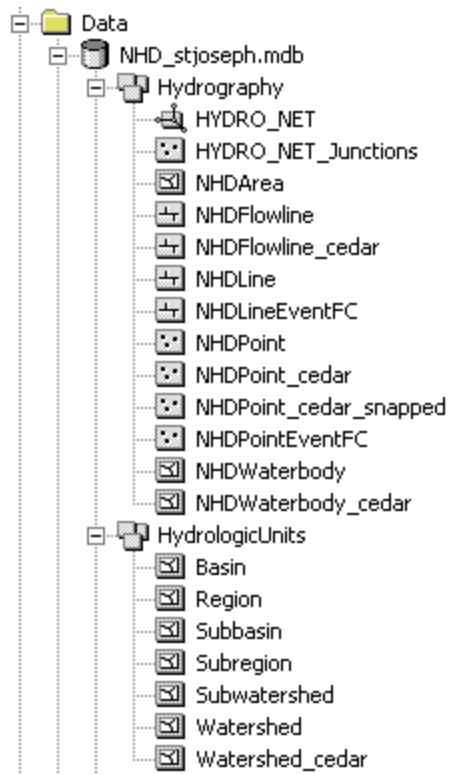 Data
NHD_stjoseph.mdb
Hydrography
HYDRO_NET
HYDRO_NET_Junctions
NHDArea
NHDFlowline
NHDFlowline_cedar
NHDLine
NHDLineEventFC
NHDPoint
NHDPoint_cedar
NHDPoint_cedar_snapped
NHDPointEventFC
NHDWaterbody
NHDWaterbody_cedar
HydrologicUnits
Basin
Region
Subbasin
Subregion
Subwatershed
Watershed
Watershed_cedar